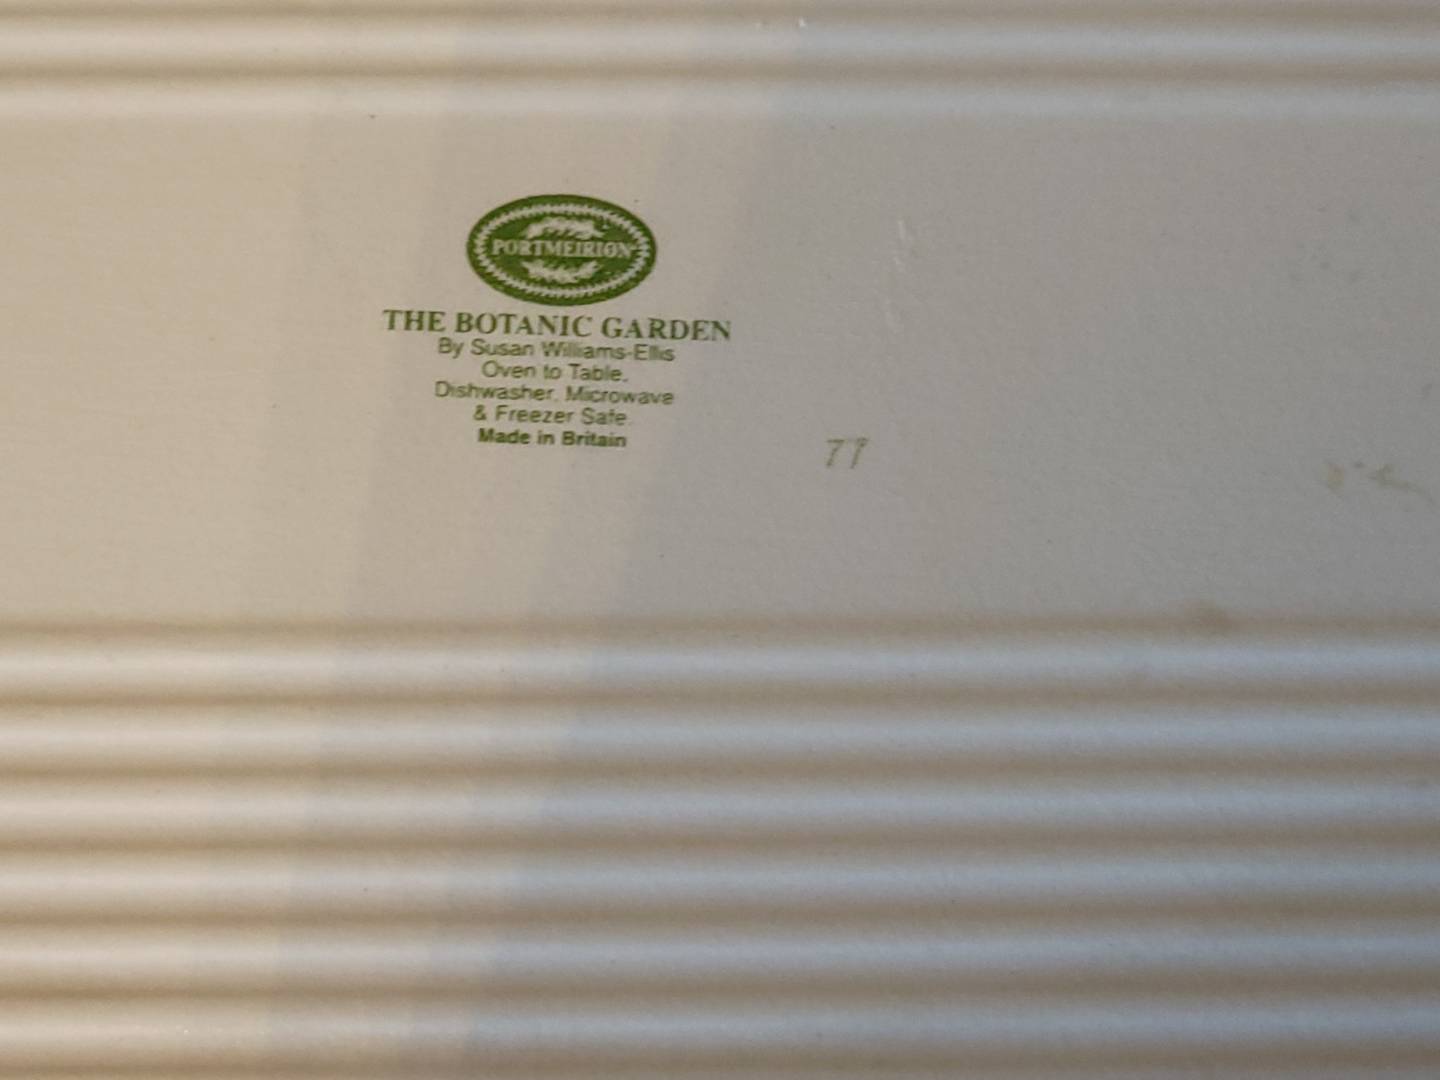 PORTMEIRION
THE BOTANIC GARDEN
By Susan Williams-Ellis
Oven to Table,
Dishwasher, Microwave
& Freezer Safe.
Made in Britain
77